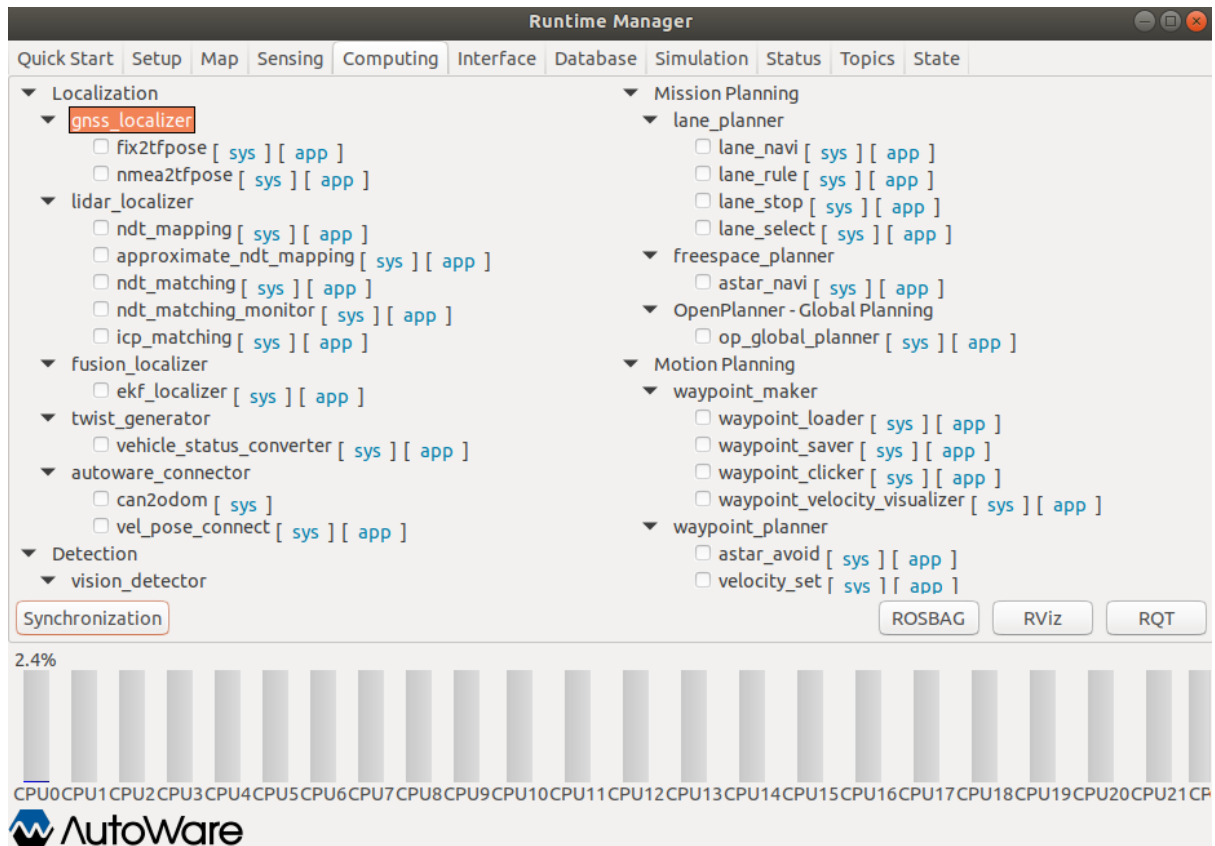 Runtime Manager
Quick Start Setup Map Sensing Computing Interface Database Simulation Status Topics State
Localization
gnss_localizer
fix2tfpose [ sys ] [ app ]
nmea2tfpose [ sys ] [ app ]
lidar_localizer
ndt_mapping [ sys ] [ app ]
approximate_ndt_mapping [ sys ] [ app ]
ndt_matching [ sys ] [ app ]
ndt_matching_monitor [ sys ] [ app ]
icp_matching [ sys ] [ app ]
fusion_localizer
ekf_localizer [ sys ] [ app ]
twist_generator
vehicle_status_converter [ sys ] [ app ]
autoware_connector
can2odom [ sys ]
vel_pose_connect [ sys ] [ app ]
Detection
vision_detector
Mission Planning
lane_planner
lane_navi [ sys ] [ app ]
lane_rule [ sys ] [ app ]
lane_stop [ sys ] [ app ]
lane_select [ sys ] [ app ]
freespace_planner
astar_navi [ sys ] [ app ]
OpenPlanner - Global Planning
op_global_planner [ sys ] [ app ]
Motion Planning
waypoint_maker
waypoint_loader [ sys ] [ app ]
waypoint_saver [ sys ] [ app ]
waypoint_clicker [ sys ] [ app ]
waypoint_velocity_visualizer [ sys ] [ app ]
waypoint_planner
astar_avoid [ sys ] [ app ]
velocity_set [ sys ] [ app ]
Synchronization ROSBAG RViz RQT
2.4%
CPU0 CPU1 CPU2 CPU3 CPU4 CPU5 CPU6 CPU7 CPU8 CPU9 CPU10 CPU11 CPU12 CPU13 CPU14 CPU15 CPU16 CPU17 CPU18 CPU19 CPU20 CPU21 CP
AutoWare